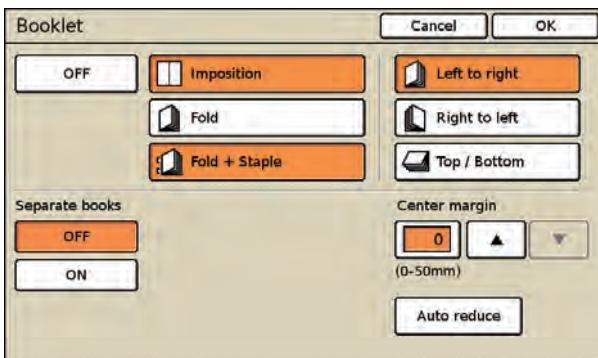 Booklet
Cancel
OK
OFF
Imposition
Left to right
Fold
Right to left
Fold + Staple
Top / Bottom
Separate books
Center margin
OFF
0
ON
(0-50mm)
Auto reduce